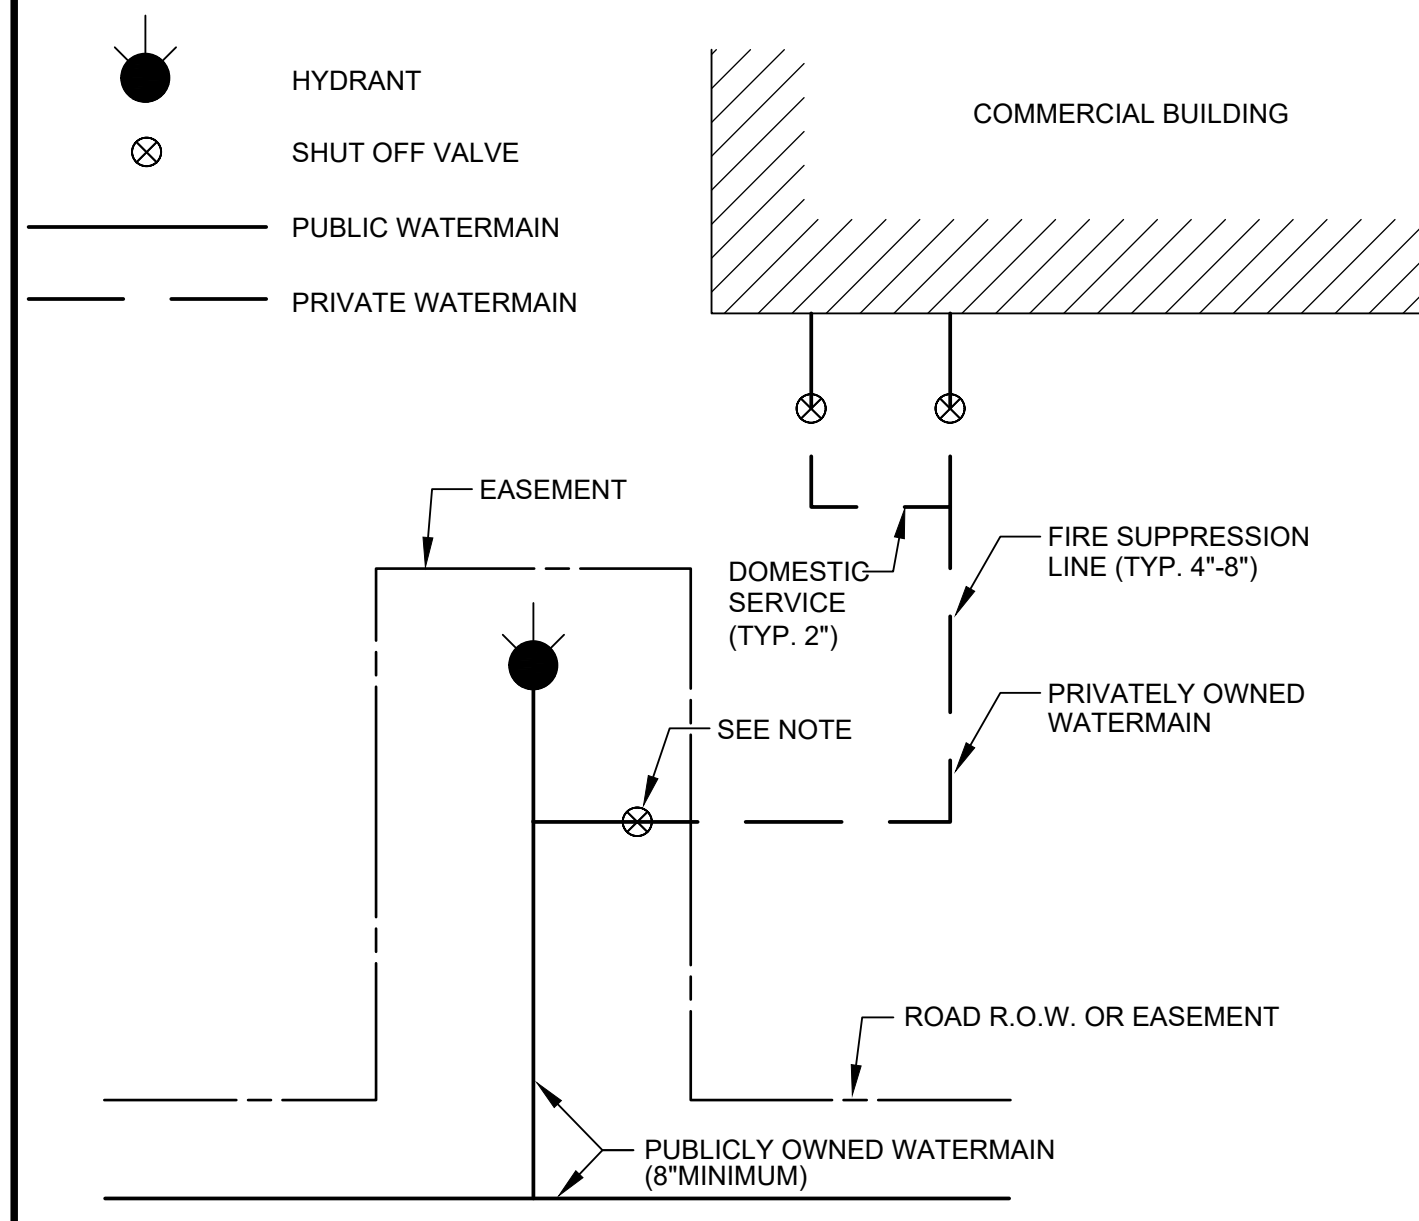 HYDRANT
COMMERCIAL BUILDING
SHUT OFF VALVE
PUBLIC WATERMAIN
PRIVATE WATERMAIN
EASEMENT
FIRE SUPPRESSION
LINE (TYP. 4"-8")
DOMESTIC
SERVICE
(TYP. 2")
PRIVATELY OWNED
WATERMAIN
SEE NOTE
ROAD R.O.W. OR EASEMENT
PUBLICLY OWNED WATERMAIN
(8"MINIMUM)